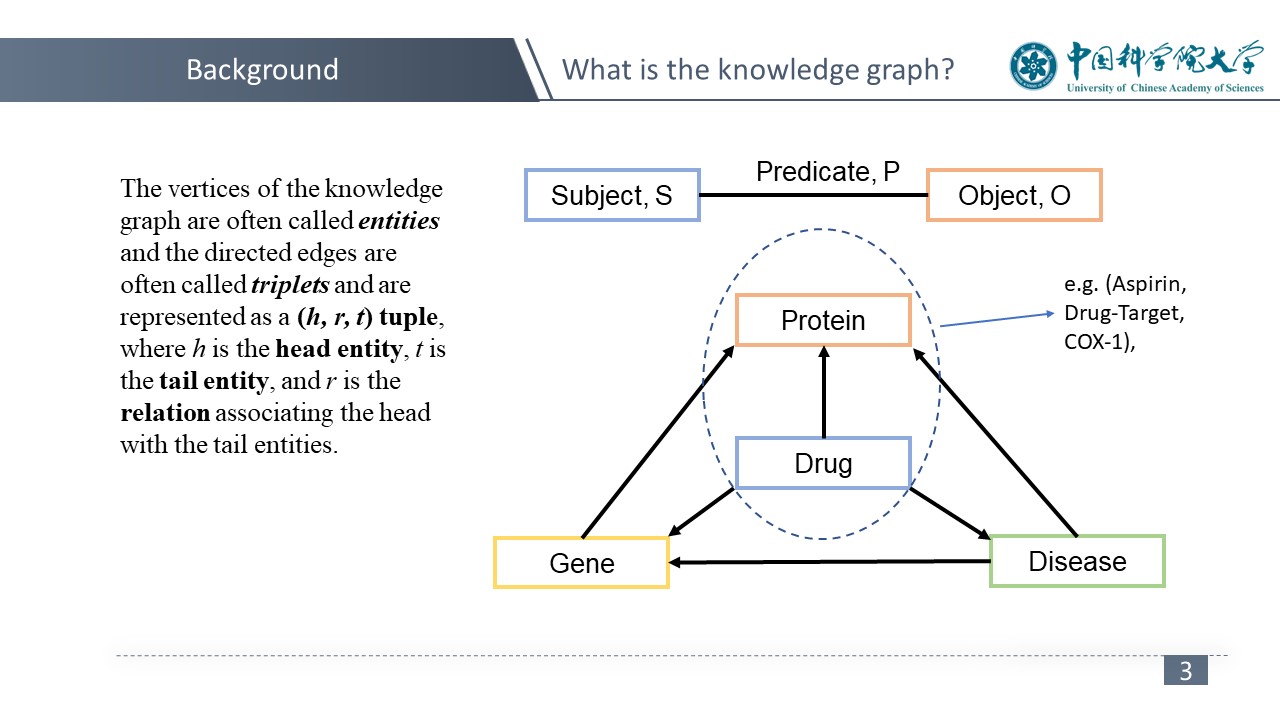 Background
What is the knowledge graph?
中国科学院大学
University of Chinese Academy of Sciences
The vertices of the knowledge
graph are often called entities
and the directed edges are
often called triplets and are
represented as a (h, r, t) tuple,
where h is the head entity, t is
the tail entity, and r is the
relation associating the head
with the tail entities.
Subject, S
Predicate, P
Object, O
Protein
e.g. (Aspirin,
Drug-Target,
COX-1),
Drug
Gene
Disease
3